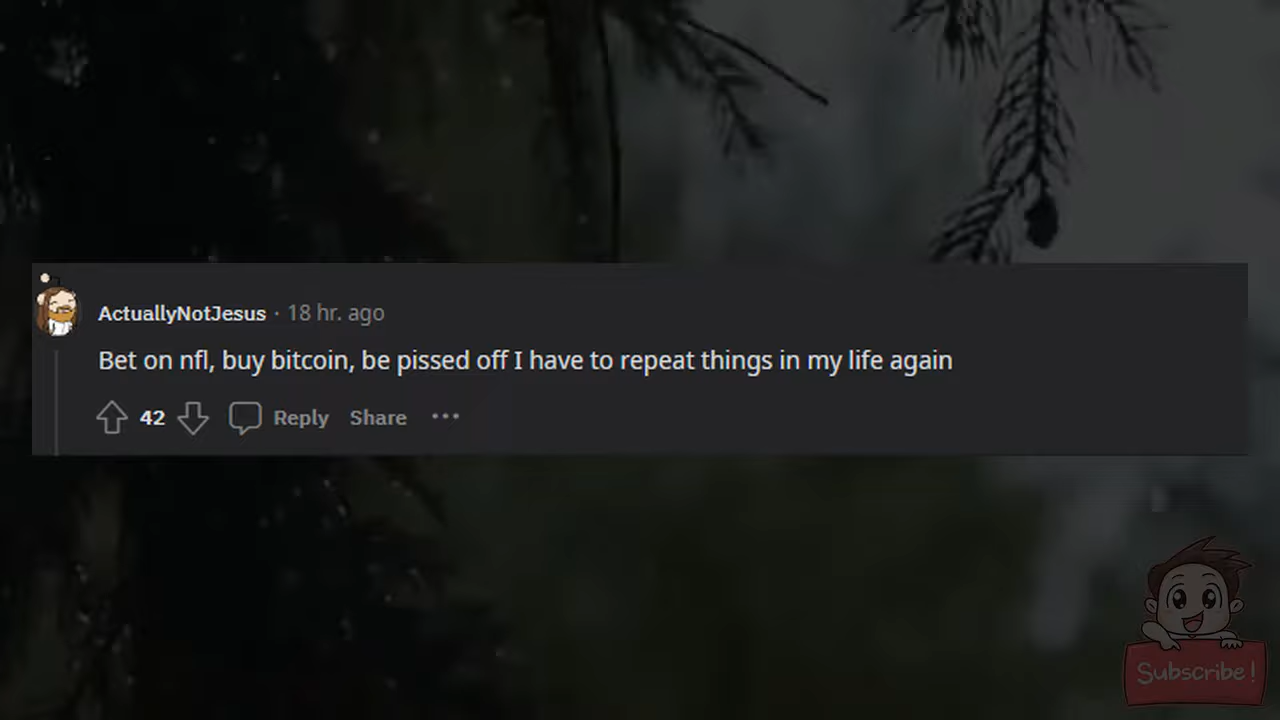 ActuallyNotJesus · 18 hr. ago
Bet on nfl, buy bitcoin, be pissed off I have to repeat things in my life again
42 Reply Share ...
Subscribe!